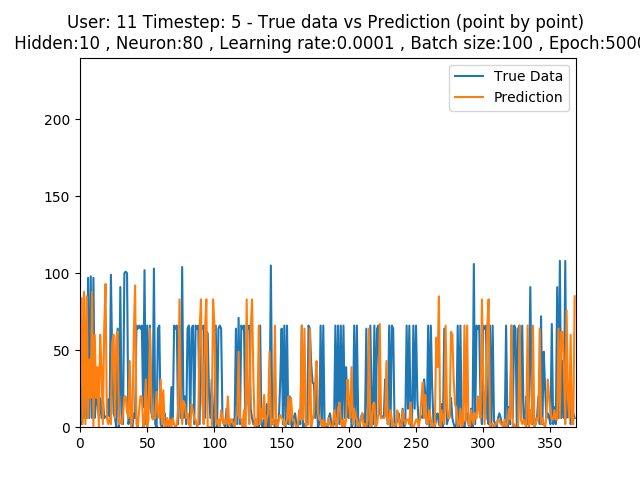 User: 11 Timestep: 5 - True data vs Prediction (point by point)
Hidden:10 , Neuron:80 , Learning rate:0.0001 , Batch size:100 , Epoch:5000
True Data
Prediction
200
150
100
50
0
0 50 100 150 200 250 300 350